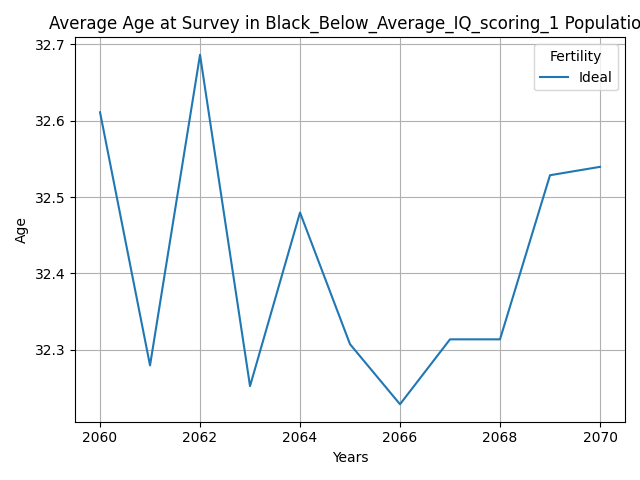 Average Age at Survey in Black_Below_Average_IQ_scoring_1 Populatio
32.7
32.6
32.5
32.4
32.3
Age
Fertility
Ideal
2060 2062 2064 2066 2068 2070
Years